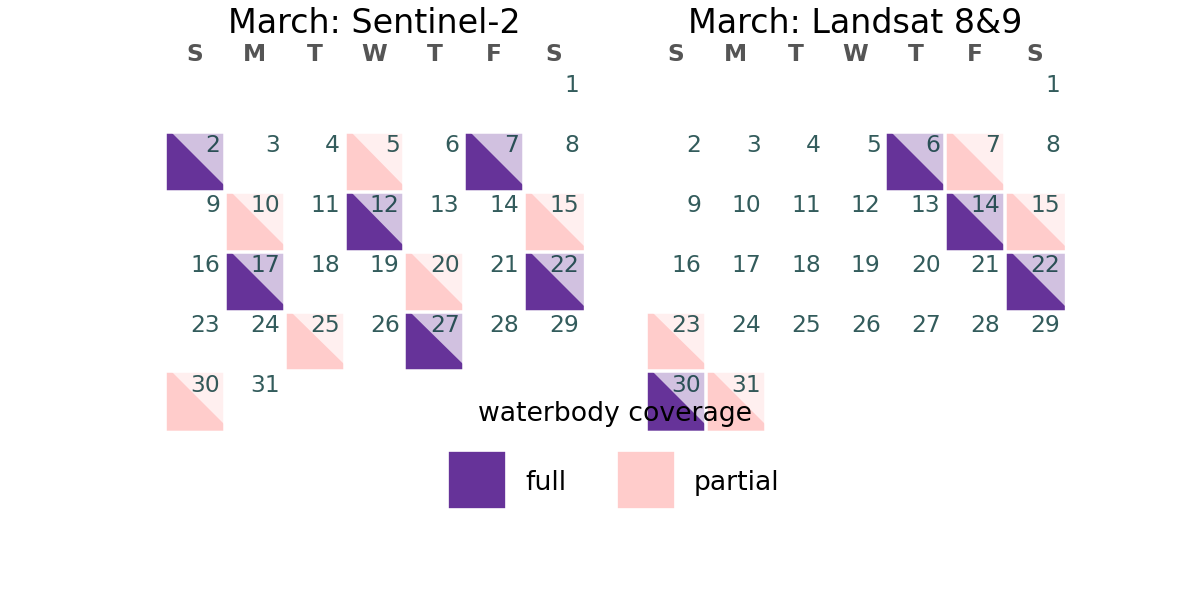 March: Sentinel-2
S M T W T F S
1
2 3 4 5 6 7 8
9 10 11 12 13 14 15
16 17 18 19 20 21 22
23 24 25 26 27 28 29
30 31
March: Landsat 8&9
S M T W T F S
1
2 3 4 5 6 7 8
9 10 11 12 13 14 15
16 17 18 19 20 21 22
23 24 25 26 27 28 29
30 31
waterbody coverage
full partial